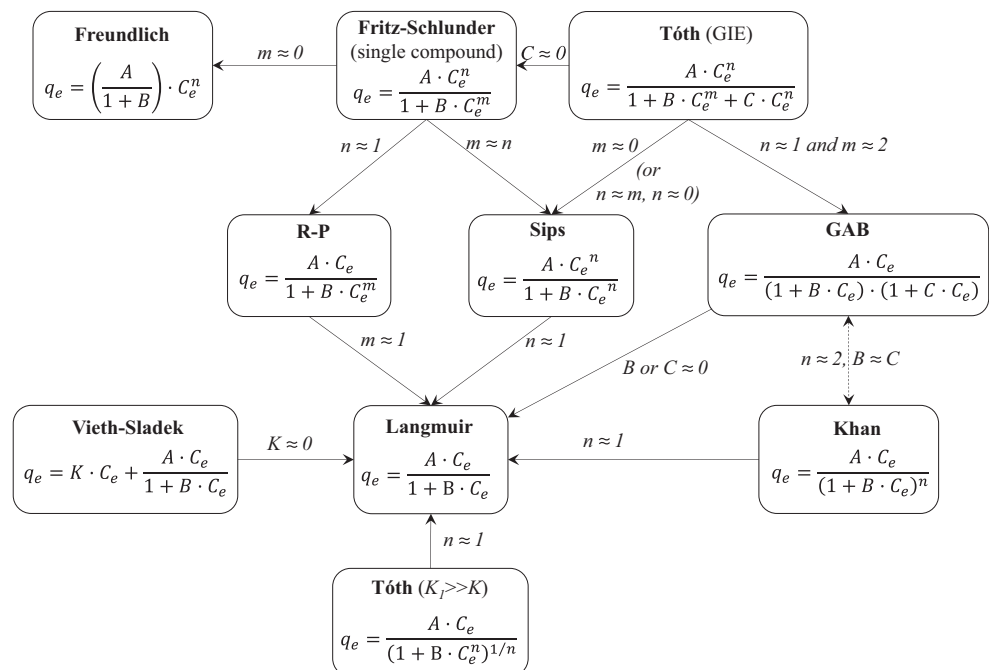 Freundlich
q_e = (A / (1 + B)) · C_e^n
m ≈ 0
Fritz-Schlunder
(single compound)
q_e = (A · C_e^n) / (1 + B · C_e^m)
C ≈ 0
Tóth (GIE)
q_e = (A · C_e^n) / (1 + B · C_e^m + C · C_e^n)
n ≈ 1
m ≈ n
m ≈ 0
(or
n ≈ m, n ≈ 0)
n ≈ 1 and m ≈ 2
R-P
q_e = (A · C_e) / (1 + B · C_e^m)
Sips
q_e = (A · C_e^n) / (1 + B · C_e^n)
GAB
q_e = (A · C_e) / ((1 + B · C_e) · (1 + C · C_e))
m ≈ 1
n ≈ 1
B or C ≈ 0
n ≈ 2, B ≈ C
Vieth-Sladek
q_e = K · C_e + (A · C_e) / (1 + B · C_e)
K ≈ 0
Langmuir
q_e = (A · C_e) / (1 + B · C_e)
n ≈ 1
Khan
q_e = (A · C_e) / (1 + B · C_e)^n
n ≈ 1
Tóth (K_1>>K)
q_e = (A · C_e) / (1 + B · C_e^n)^{1/n}